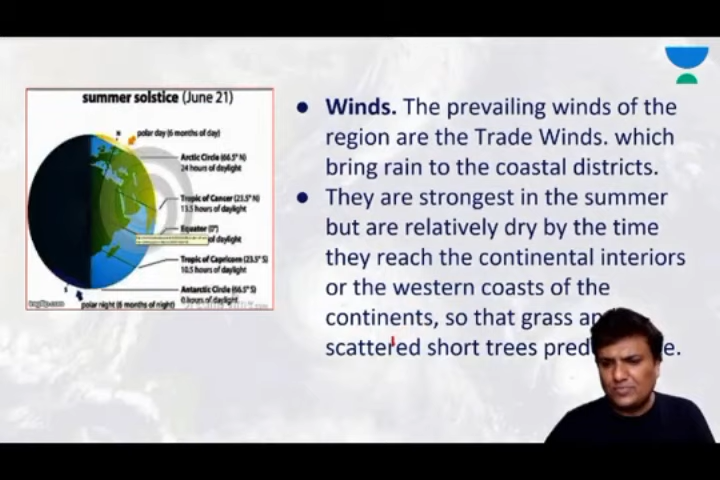 summer solstice (June 21)
polar day (6 months of day)
Arctic Circle (66.5° N)
24 hours of daylight
Tropic of Cancer (23.5° N)
13.5 hours of daylight
Equator (0°)
of daylight
Tropic of Capricorn (23.5° S)
10.5 hours of daylight
Antarctic Circle (66.5° S)
0 hours of daylight
polar night (6 months of night)
imgflip.com
● Winds. The prevailing winds of the
region are the Trade Winds. which
bring rain to the coastal districts.
● They are strongest in the summer
but are relatively dry by the time
they reach the continental interiors
or the western coasts of the
continents, so that grass
scattered short trees